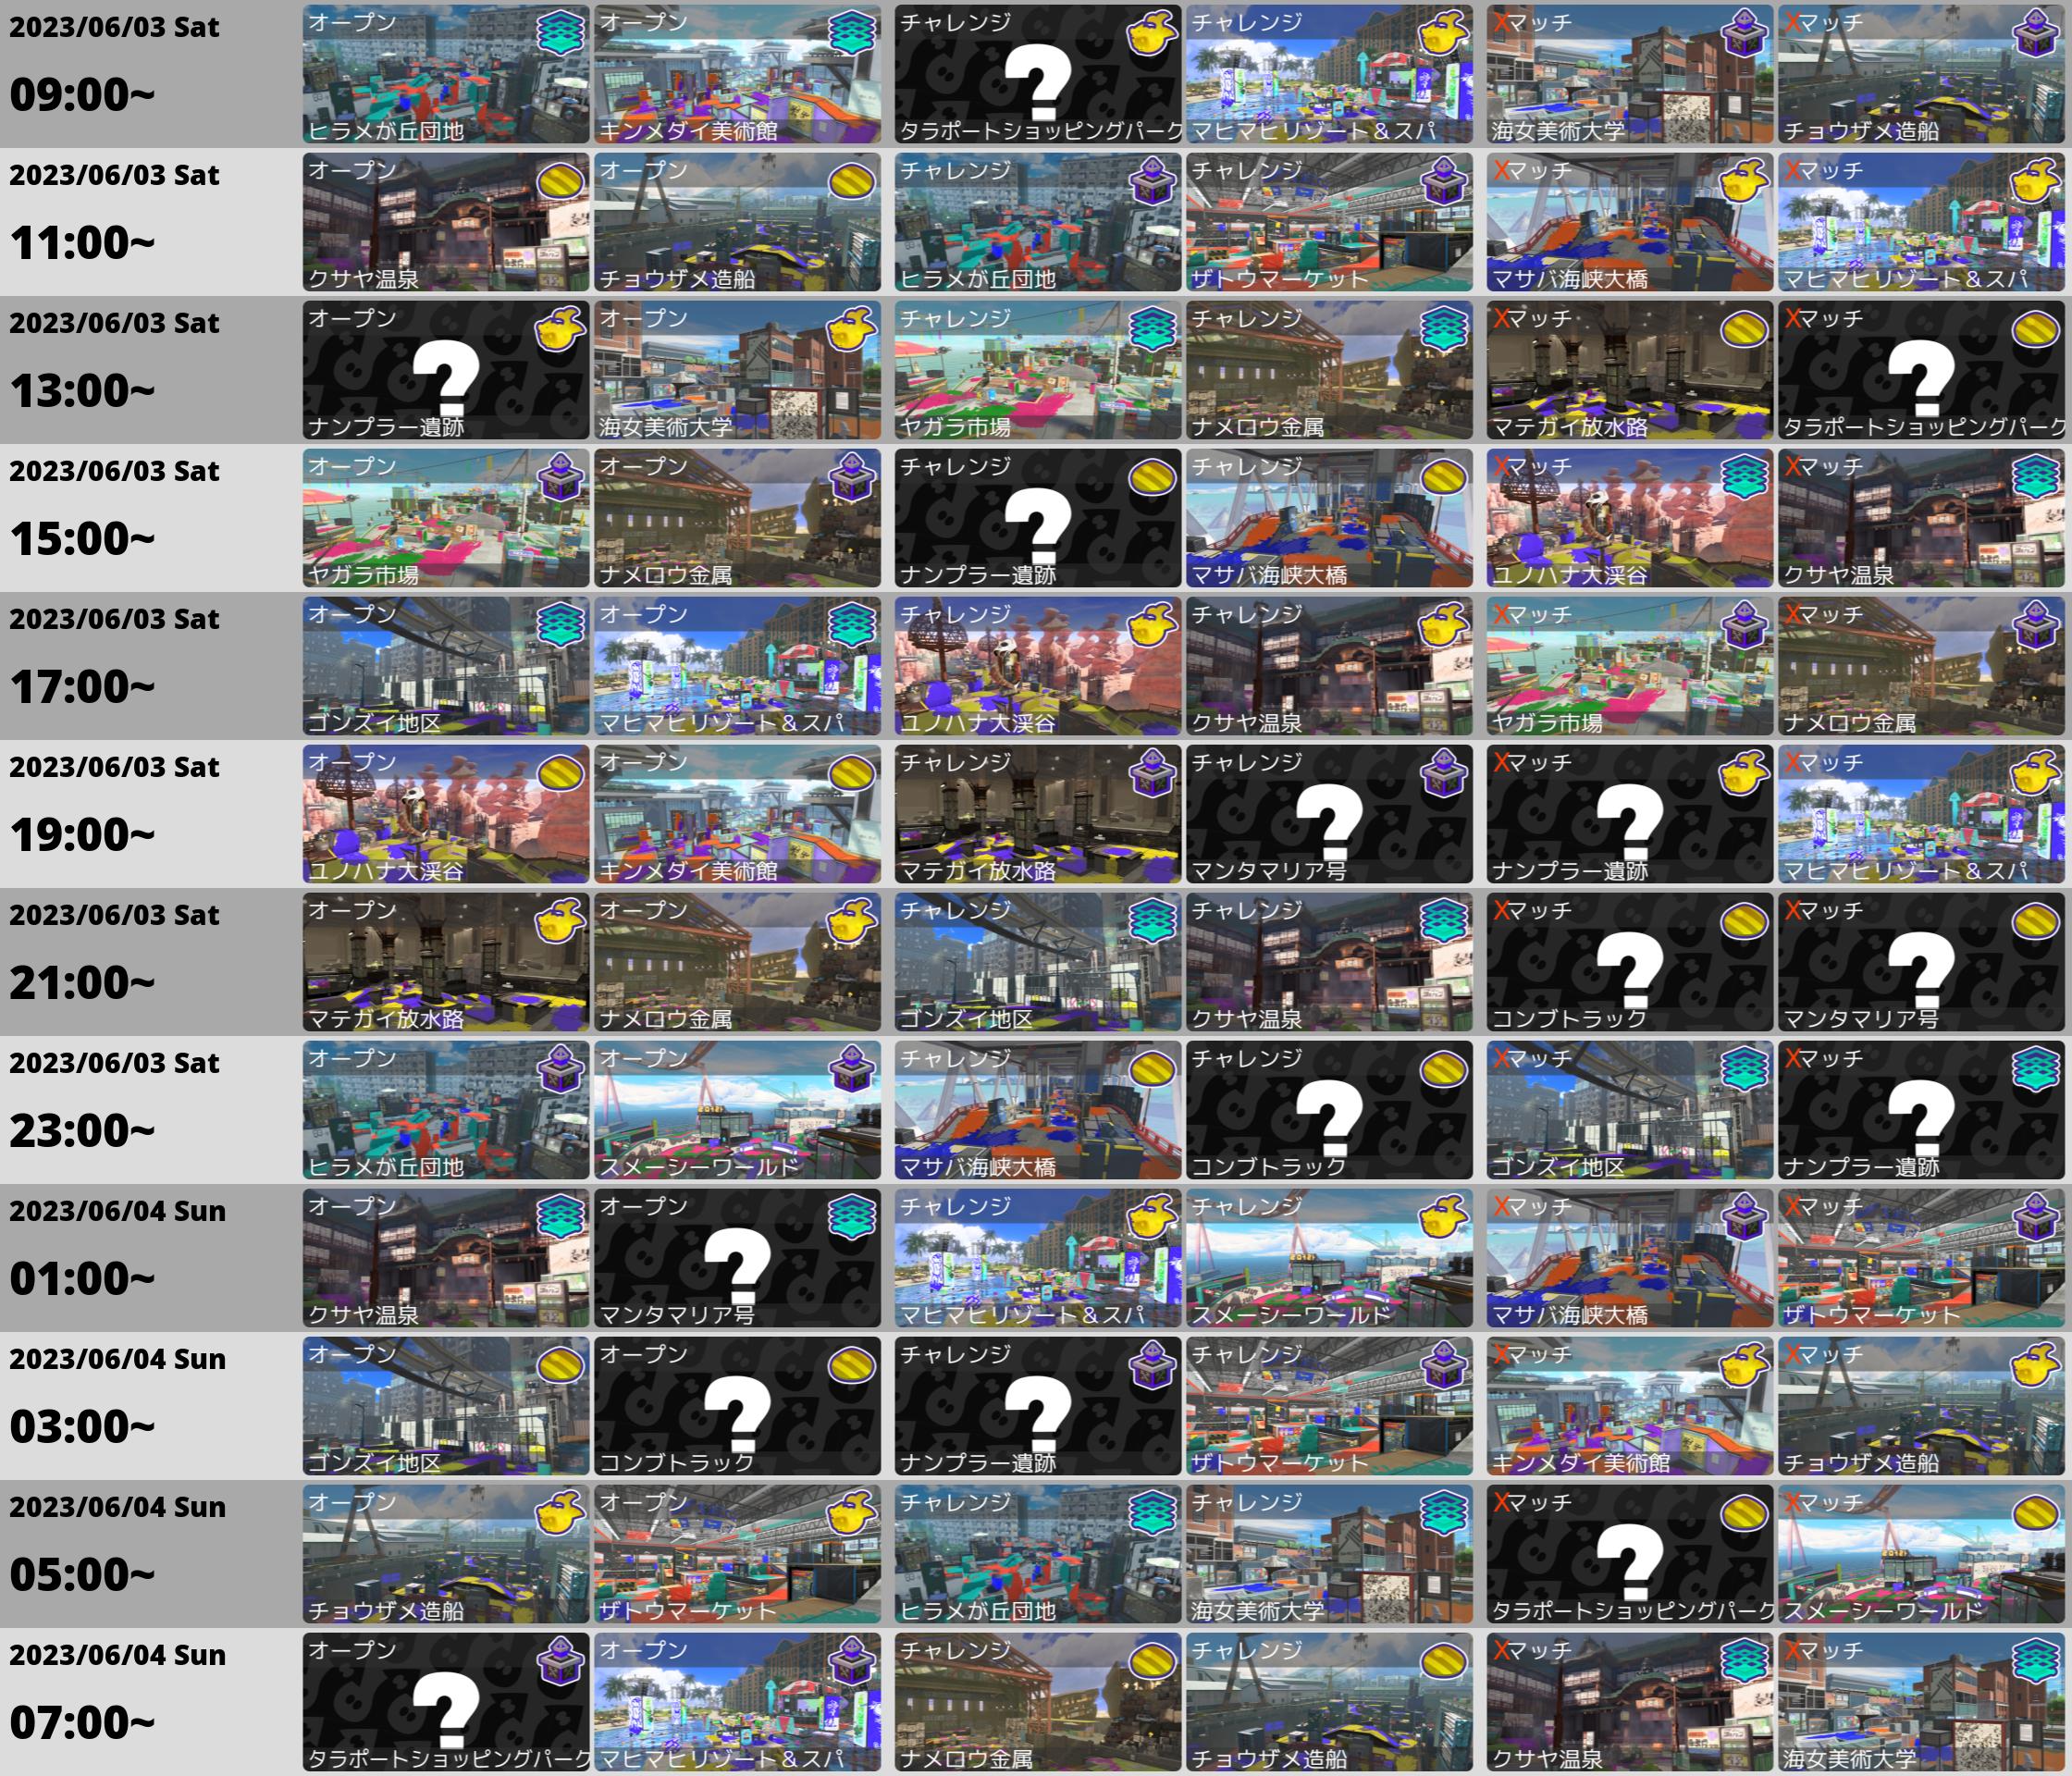 2023/06/03 Sat
09:00~
オープン オープン チャレンジ チャレンジ Xマッチ Xマッチ
ヒラメが丘団地 キンメダイ美術館 タラポートショッピングパーク マヒマヒリゾート＆スパ 海女美術大学 チョウザメ造船
2023/06/03 Sat
11:00~
オープン オープン チャレンジ チャレンジ Xマッチ Xマッチ
クサヤ温泉 チョウザメ造船 ヒラメが丘団地 ザトウマーケット マサバ海峡大橋 マヒマヒリゾート＆スパ
2023/06/03 Sat
13:00~
オープン オープン チャレンジ チャレンジ Xマッチ Xマッチ
ナンプラー遺跡 海女美術大学 ヤガラ市場 ナメロウ金属 マテガイ放水路 タラポートショッピングパーク
2023/06/03 Sat
15:00~
オープン オープン チャレンジ チャレンジ Xマッチ Xマッチ
ヤガラ市場 ナメロウ金属 ナンプラー遺跡 マサバ海峡大橋 ユノハナ大渓谷 クサヤ温泉
2023/06/03 Sat
17:00~
オープン オープン チャレンジ チャレンジ Xマッチ Xマッチ
ゴンズイ地区 マヒマヒリゾート＆スパ ユノハナ大渓谷 クサヤ温泉 ヤガラ市場 ナメロウ金属
2023/06/03 Sat
19:00~
オープン オープン チャレンジ チャレンジ Xマッチ Xマッチ
ユノハナ大渓谷 キンメダイ美術館 マテガイ放水路 マンタマリア号 ナンプラー遺跡 マヒマヒリゾート＆スパ
2023/06/03 Sat
21:00~
オープン オープン チャレンジ チャレンジ Xマッチ Xマッチ
マテガイ放水路 ナメロウ金属 ゴンズイ地区 クサヤ温泉 コンブトラック マンタマリア号
2023/06/03 Sat
23:00~
オープン オープン チャレンジ チャレンジ Xマッチ Xマッチ
ヒラメが丘団地 スメーシーワールド マサバ海峡大橋 コンブトラック ゴンズイ地区 ナンプラー遺跡
2023/06/04 Sun
01:00~
オープン オープン チャレンジ チャレンジ Xマッチ Xマッチ
クサヤ温泉 マンタマリア号 マヒマヒリゾート＆スパ スメーシーワールド マサバ海峡大橋 ザトウマーケット
2023/06/04 Sun
03:00~
オープン オープン チャレンジ チャレンジ Xマッチ Xマッチ
ゴンズイ地区 コンブトラック ナンプラー遺跡 ザトウマーケット キンメダイ美術館 チョウザメ造船
2023/06/04 Sun
05:00~
オープン オープン チャレンジ チャレンジ Xマッチ Xマッチ
チョウザメ造船 ザトウマーケット ヒラメが丘団地 海女美術大学 タラポートショッピングパーク スメーシーワールド
2023/06/04 Sun
07:00~
オープン オープン チャレンジ チャレンジ Xマッチ Xマッチ
タラポートショッピングパーク マヒマヒリゾート＆スパ ナメロウ金属 チョウザメ造船 クサヤ温泉 海女美術大学